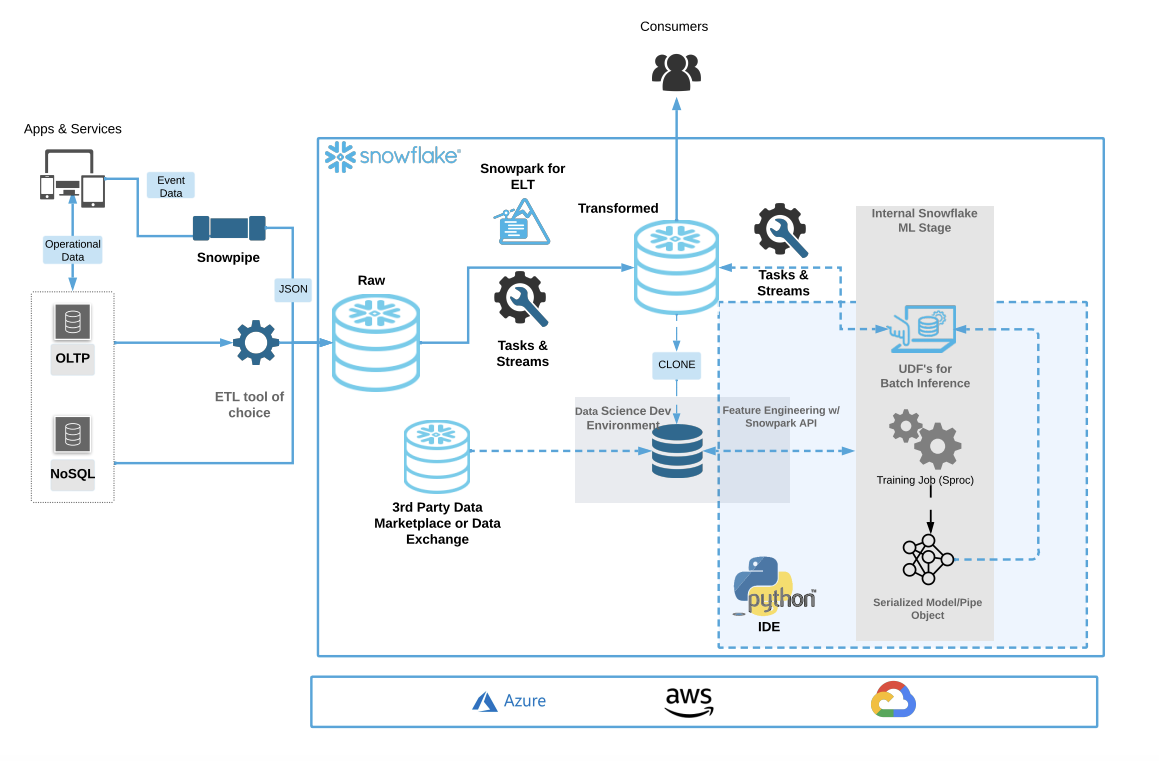 Consumers
Apps & Services
Event
Data
Operational
Data
Snowpipe
JSON
OLTP
NoSQL
ETL tool of
choice
snowflake®
Snowpark for
ELT
Raw
Tasks &
Streams
Transformed
Tasks &
Streams
CLONE
Internal Snowflake
ML Stage
UDF's for
Batch Inference
Data Science Dev
Environment
Feature Engineering w/
Snowpark API
Training Job (Sproc)
3rd Party Data
Marketplace or Data
Exchange
python™
IDE
Serialized Model/Pipe
Object
Azure
aws